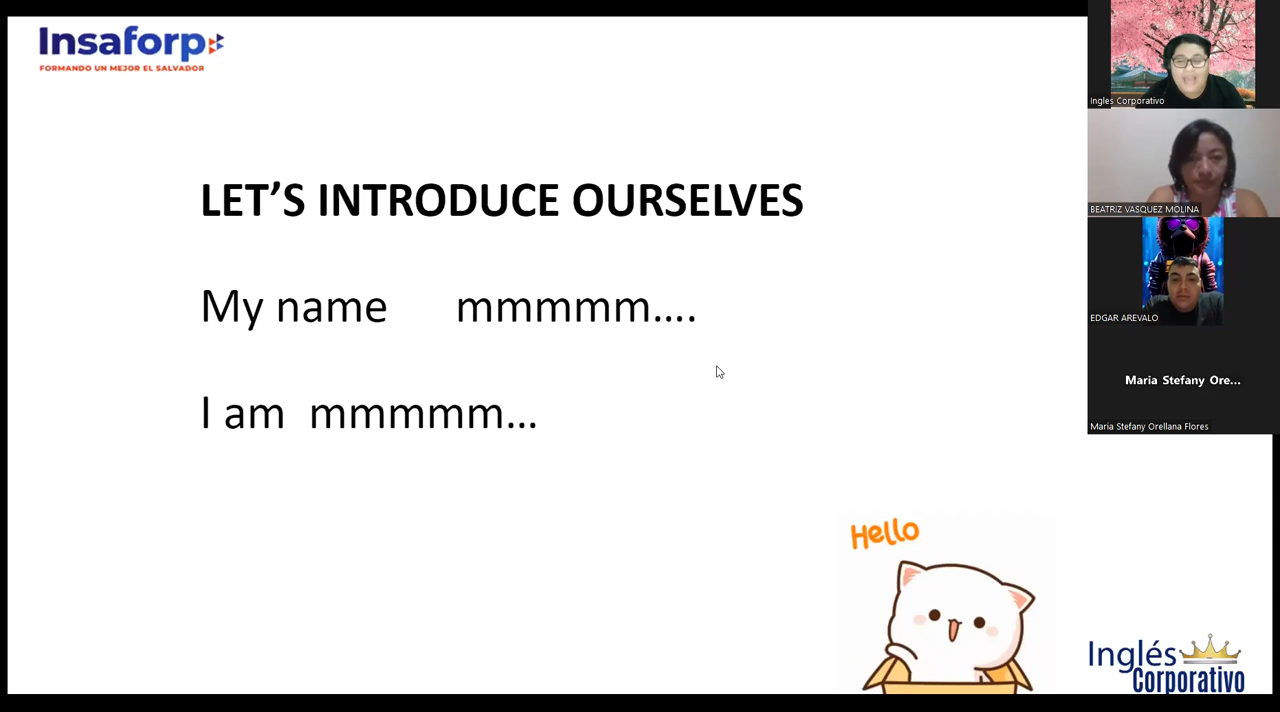 Insaforp
FORMANDO UN MEJOR EL SALVADOR
LET’S INTRODUCE OURSELVES
My name mmmmm....
I am mmmmm...
Hello
Inglés
Corporativo
Ingles Corporativo
BEATRIZ VASQUEZ MOLINA
EDGAR AREVALO
Maria Stefany Ore...
Maria Stefany Orellana Flores